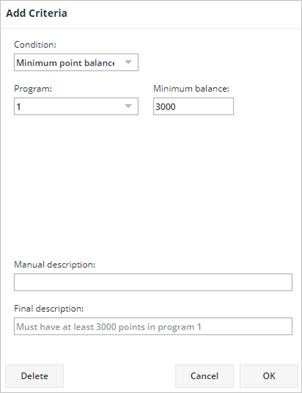 Add Criteria
Condition:
Minimum point balance
Program: Minimum balance:
1 3000
Manual description:
Final description:
Must have at least 3000 points in program 1
Delete Cancel OK